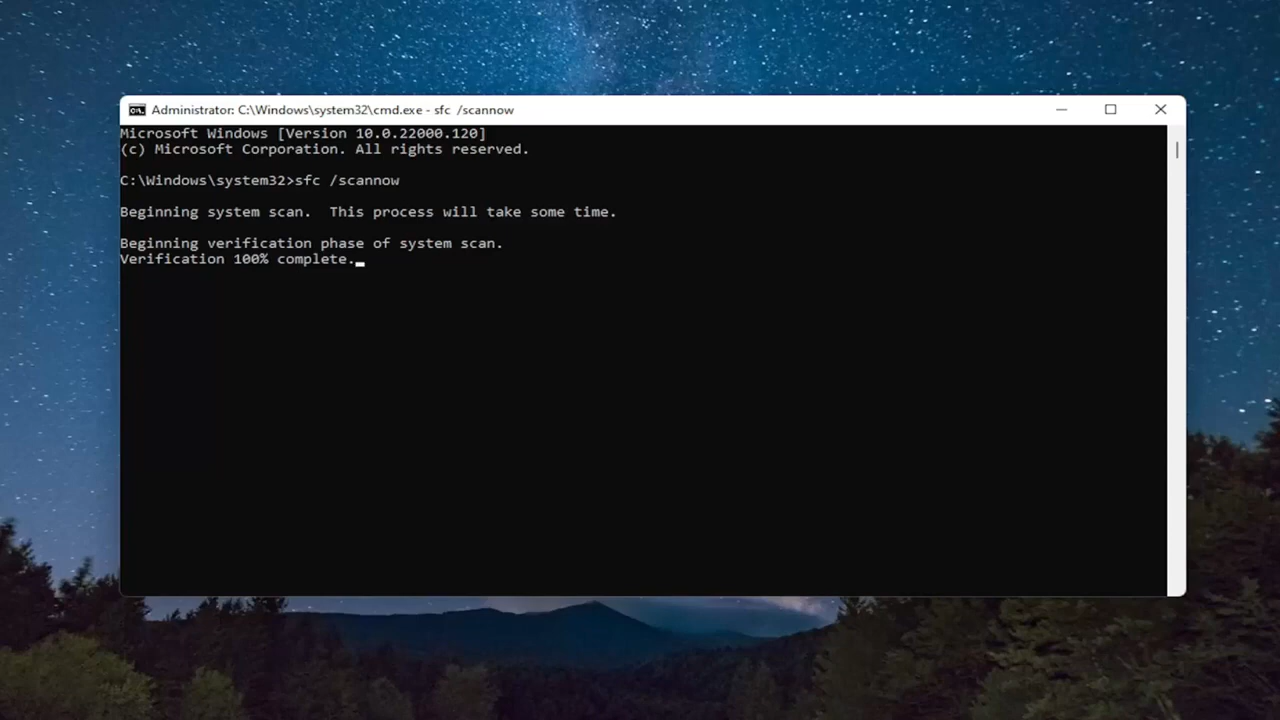 Administrator: C:\Windows\system32\cmd.exe - sfc /scannow
Microsoft Windows [Version 10.0.22000.120]
(c) Microsoft Corporation. All rights reserved.
C:\Windows\system32>sfc /scannow
Beginning system scan.  This process will take some time.
Beginning verification phase of system scan.
Verification 100% complete.